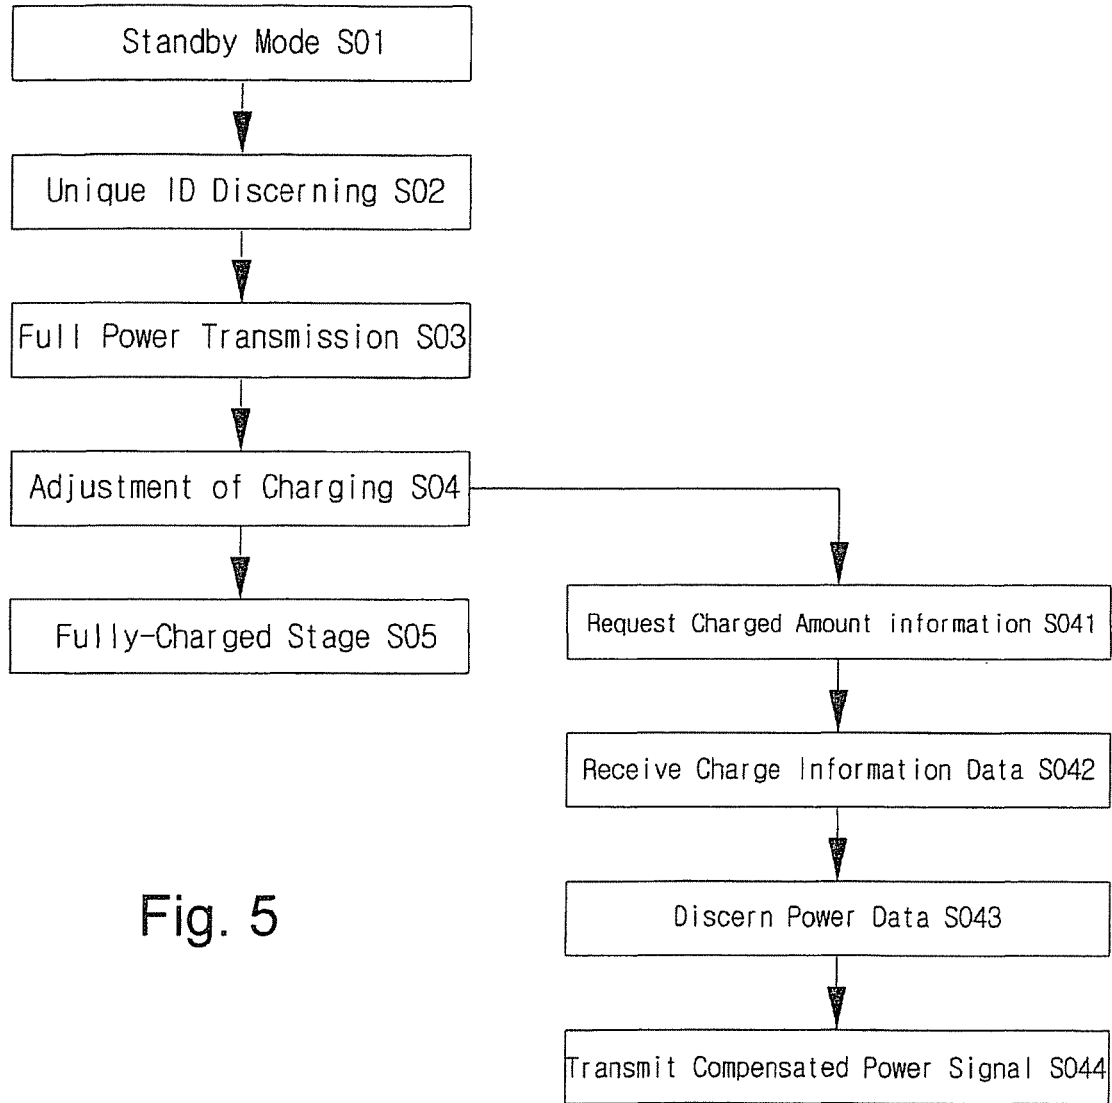 Standby Mode S01
Unique ID Discerning S02
Full Power Transmission S03
Adjustment of Charging S04
Fully-Charged Stage S05
Request Charged Amount information S041
Receive Charge Information Data S042
Discern Power Data S043
Transmit Compensated Power Signal S044
Fig. 5